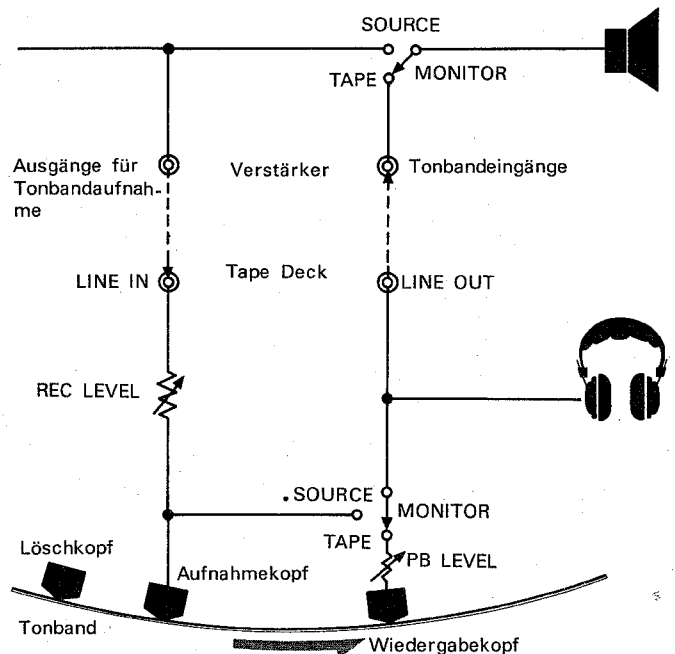 SOURCE
TAPE
MONITOR
Ausgänge für
Tonbandaufnah-
me
Verstärker
Tonbandeingänge
LINE IN
Tape Deck
LINE OUT
REC LEVEL
.SOURCE
MONITOR
TAPE
PB LEVEL
Löschkopf
Aufnahmekopf
Tonband
Wiedergabekopf